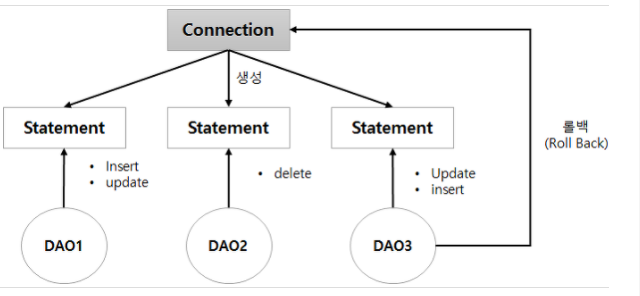 Connection
생성
Statement
Statement
Statement
롤백
(Roll Back)
• Insert
• update
• delete
• Update
• insert
DAO1
DAO2
DAO3